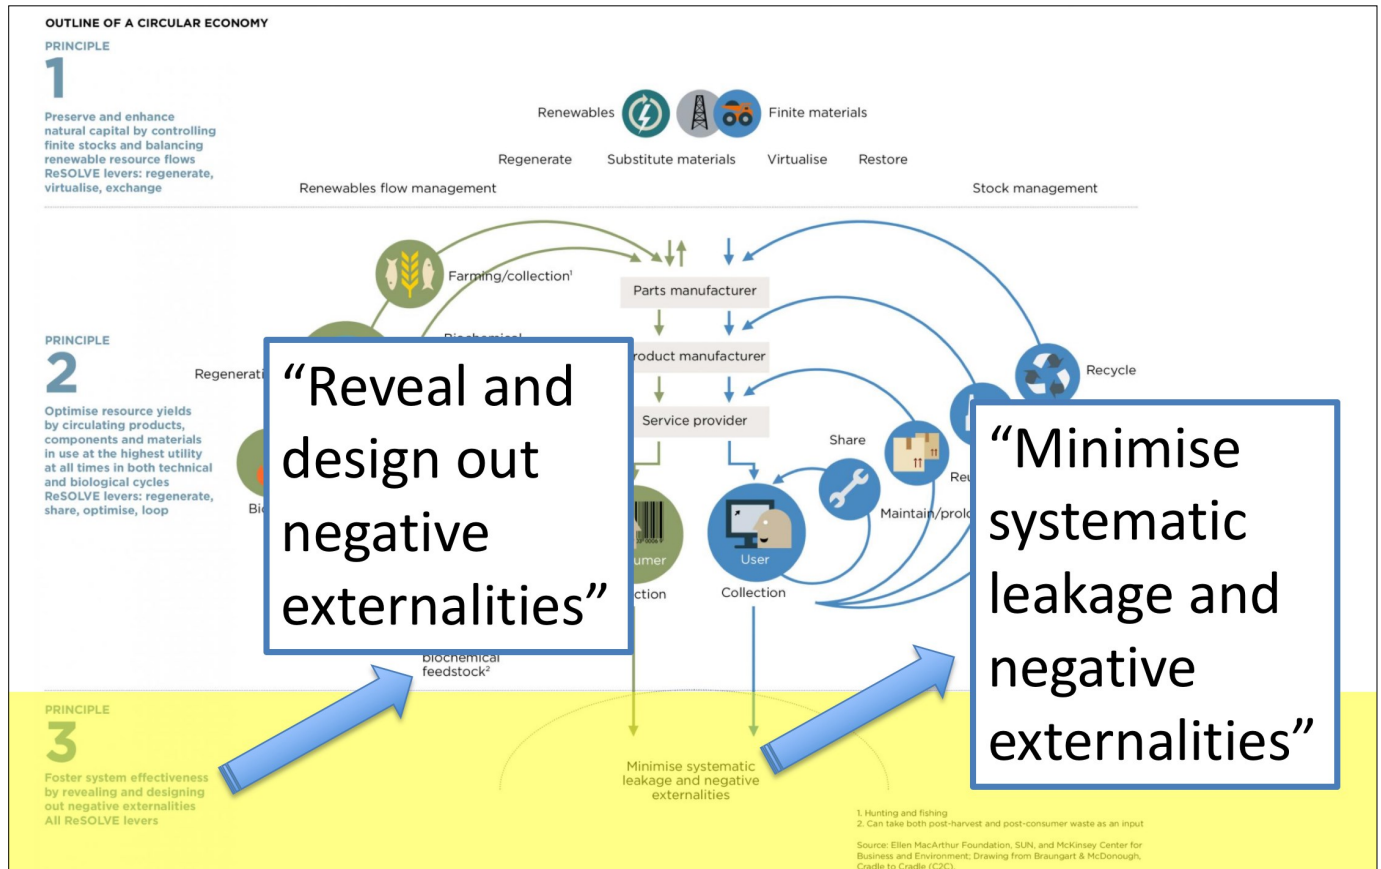 OUTLINE OF A CIRCULAR ECONOMY
PRINCIPLE
1
Preserve and enhance
natural capital by controlling
finite stocks and balancing
renewable resource flows
ReSOLVE levers: regenerate,
virtualise, exchange
Renewables
Finite materials
Regenerate
Substitute materials
Virtualise
Restore
Renewables flow management
Stock management
PRINCIPLE
2
Optimise resource yields
by circulating products,
components and materials
in use at the highest utility
at all times in both technical
and biological cycles
ReSOLVE levers: regenerate,
share, optimise, loop
Farming/collection¹
Parts manufacturer
Service provider
Recycle
Share
User
Collection
“Reveal and
design out
negative
externalities”
“Minimise
systematic
leakage and
negative
externalities”
biochemical
feedstock²
PRINCIPLE
3
Foster system effectiveness
by revealing and designing
out negative externalities
All ReSOLVE levers
Minimise systematic
leakage and negative
externalities
1. Hunting and fishing
2. Can take both post-harvest and post-consumer waste as an input
Source: Ellen MacArthur Foundation, SUN, and McKinsey Center for
Business and Environment; Drawing from Braungart & McDonough,
Cradle to Cradle (C2C).